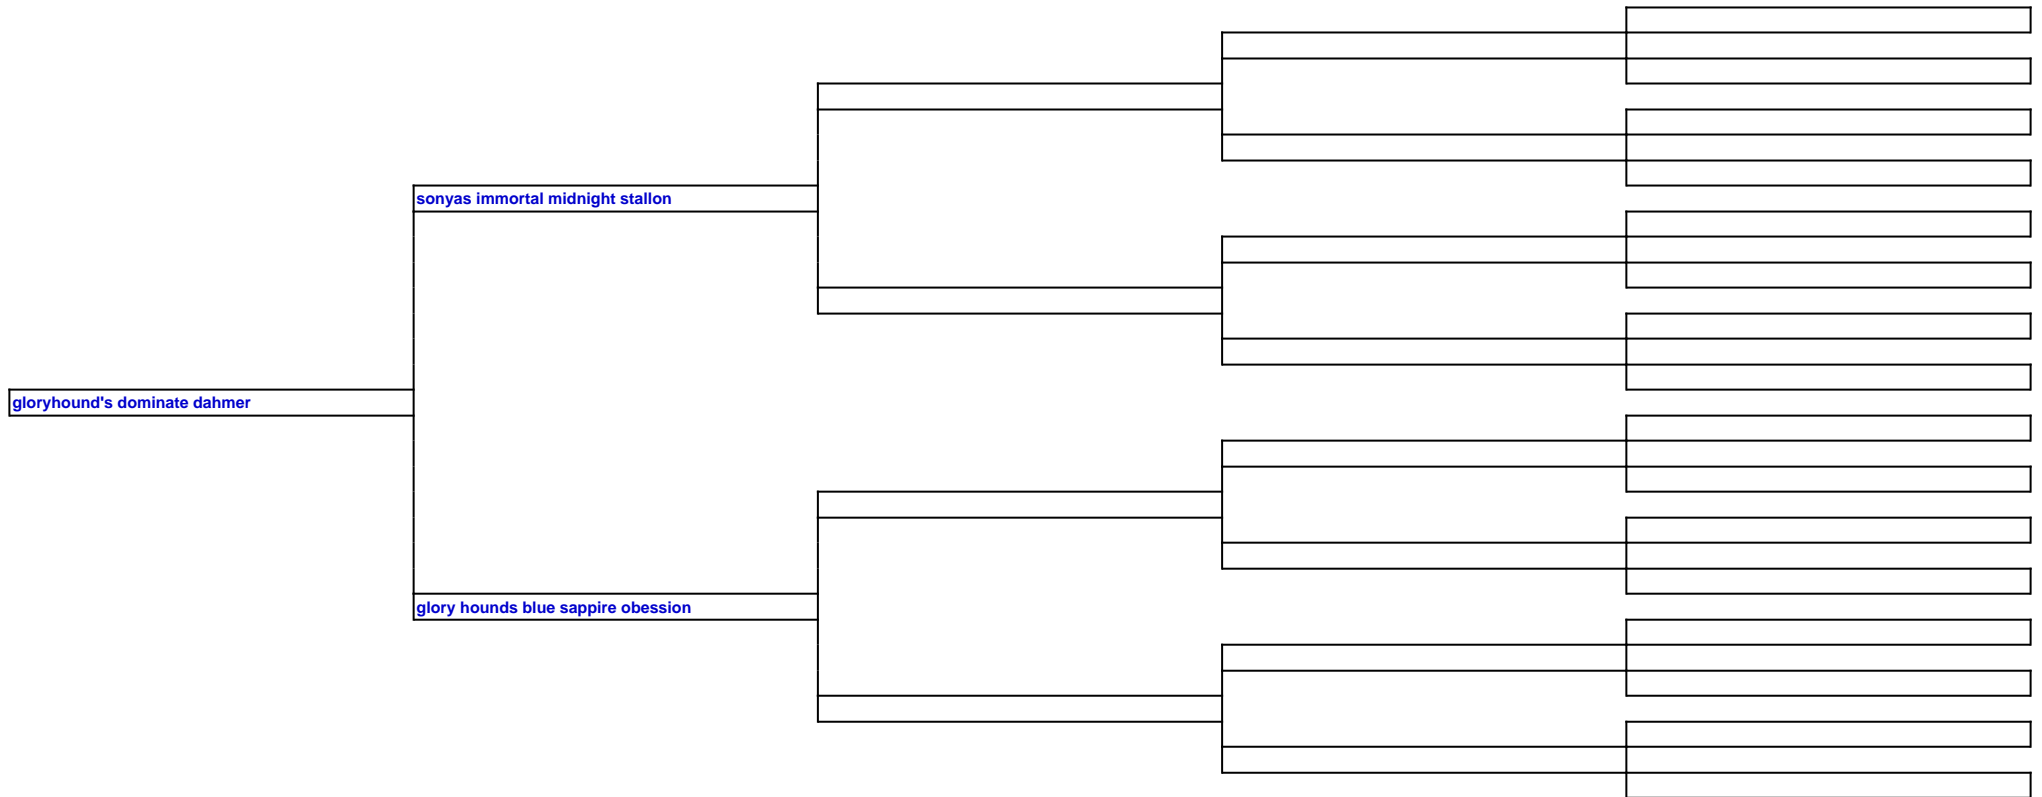 sonyas immortal midnight stallon
gloryhound's dominate dahmer
glory hounds blue sappire obession